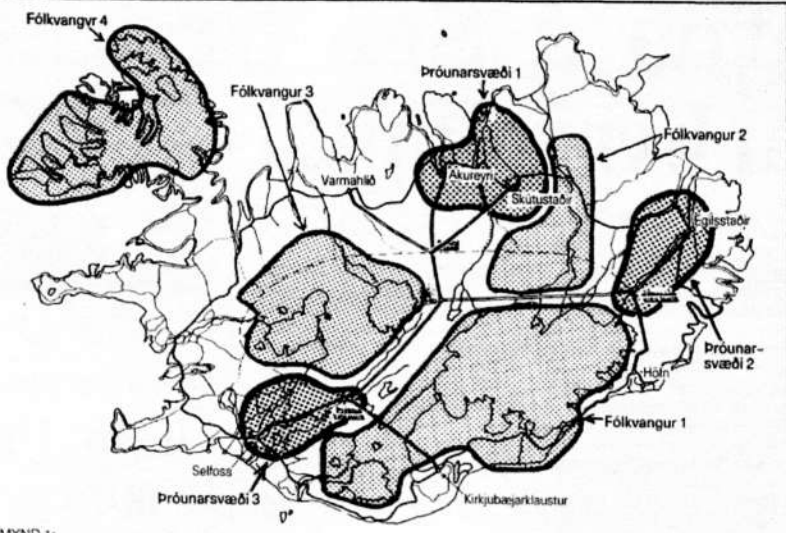 Fólkvangvr 4
Þróunarsvæði 1
Fólkvangur 3
Fólkvangur 2
Varmahlíð
Akureyri
Skútustaðir
Egilsstaðir
Þróunar-
svæði 2
Höfn
Fólkvangur 1
Selfoss
Þróunarsvæði 3
Kirkjubæjarklaustur